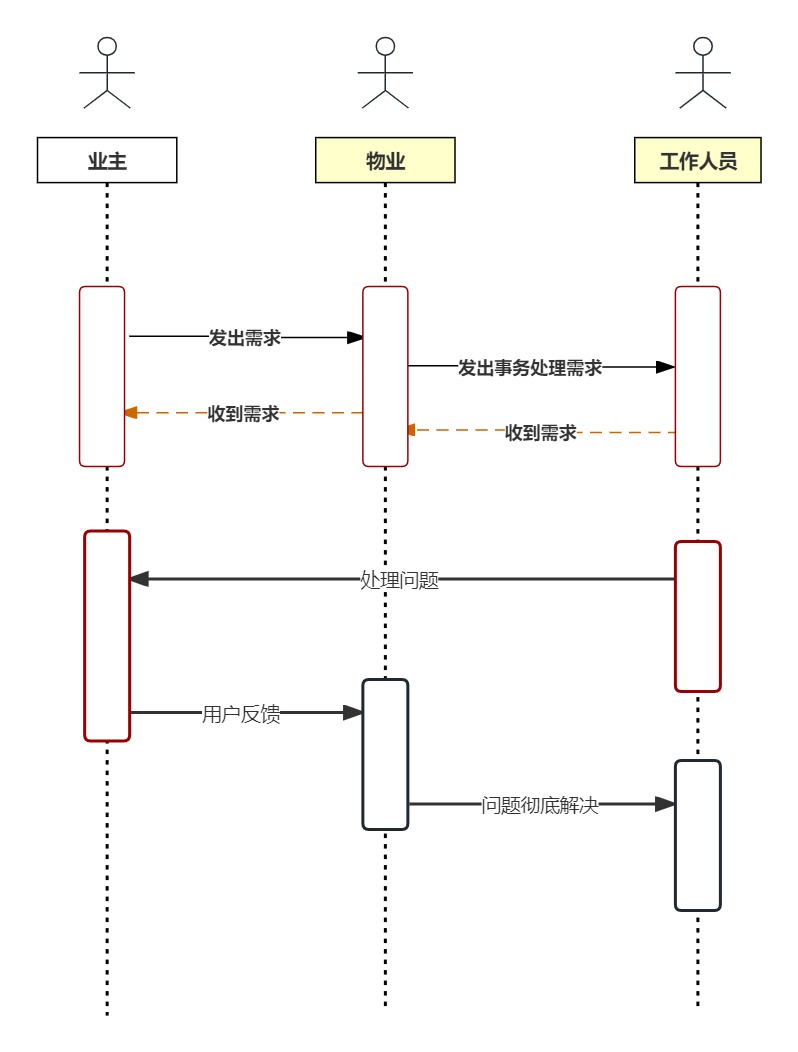 业主
物业
工作人员
发出需求
发出事务处理需求
收到需求
收到需求
处理问题
用户反馈
问题彻底解决